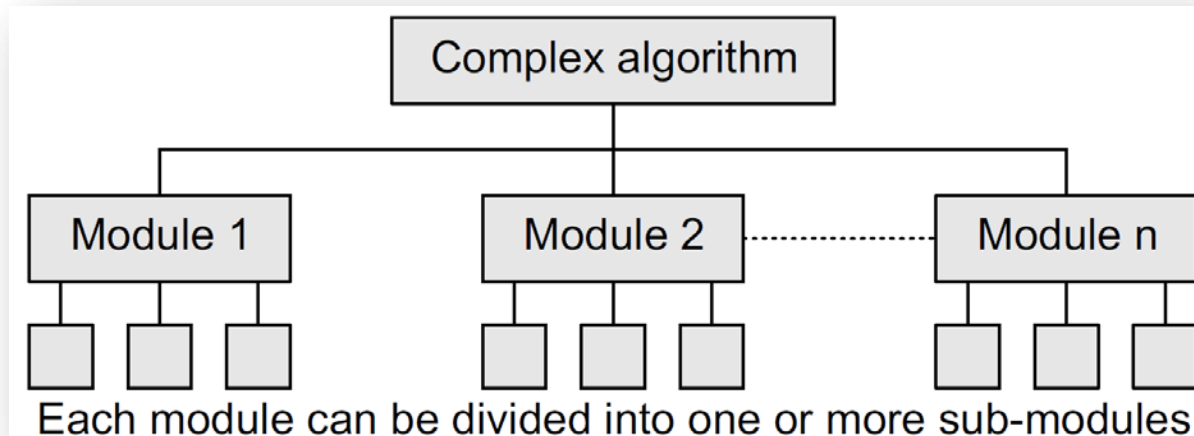 Complex algorithm
Module 1
Module 2
Module n
Each module can be divided into one or more sub-modules